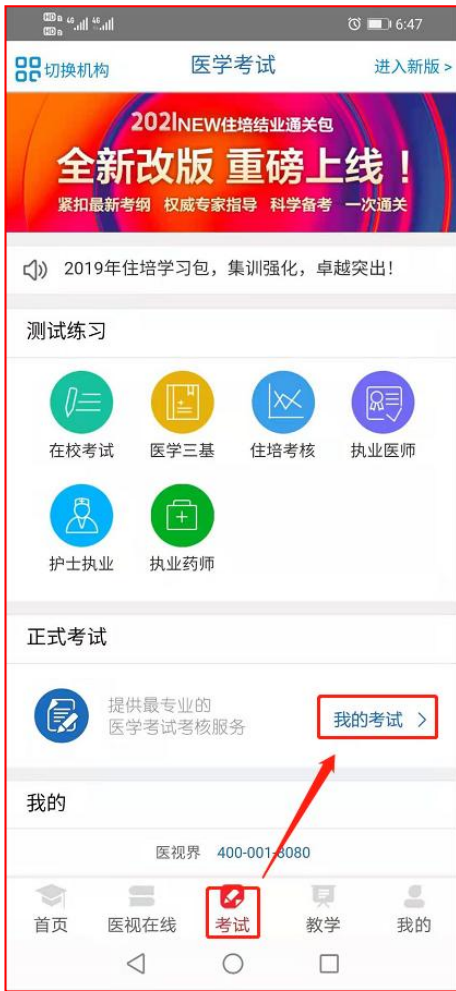 HD B 46 46
HD B
6:47
切换机构 医学考试 进入新版 >
2021NEW住培结业通关包
全新改版 重磅上线！
紧扣最新考纲 权威专家指导 科学备考 一次通关
2019年住培学习包，集训强化，卓越突出！
测试练习
在校考试 医学三基 住培考核 执业医师
护士执业 执业药师
正式考试
提供最专业的
医学考试考核服务
我的考试 >
我的
医视界 400-001-8080
首页 医视在线 考试 教学 我的